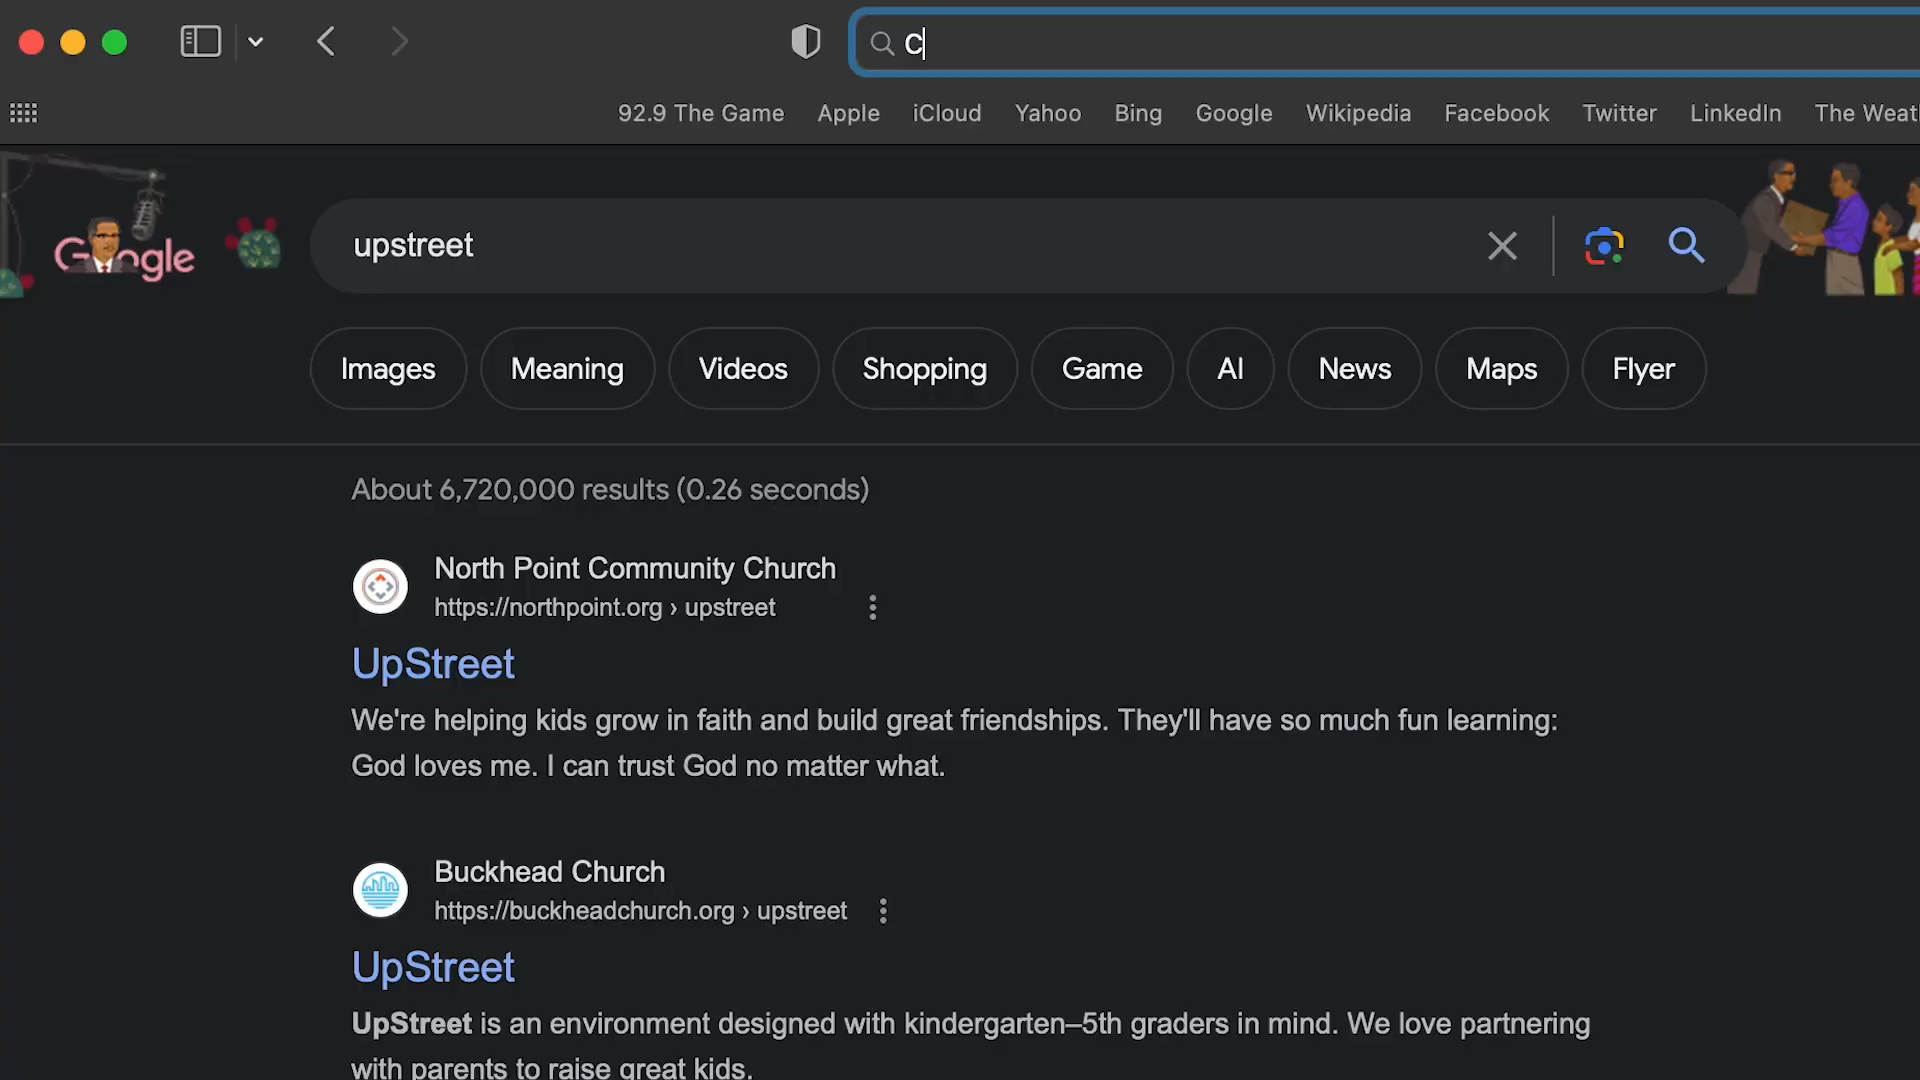 C
92.9 The Game Apple iCloud Yahoo Bing Google Wikipedia Facebook Twitter LinkedIn The Weat
Google
upstreet
Images Meaning Videos Shopping Game AI News Maps Flyer
About 6,720,000 results (0.26 seconds)
North Point Community Church
https://northpoint.org › upstreet
UpStreet
We're helping kids grow in faith and build great friendships. They'll have so much fun learning:
God loves me. I can trust God no matter what.
Buckhead Church
https://buckheadchurch.org › upstreet
UpStreet
UpStreet is an environment designed with kindergarten–5th graders in mind. We love partnering
with parents to raise great kids.